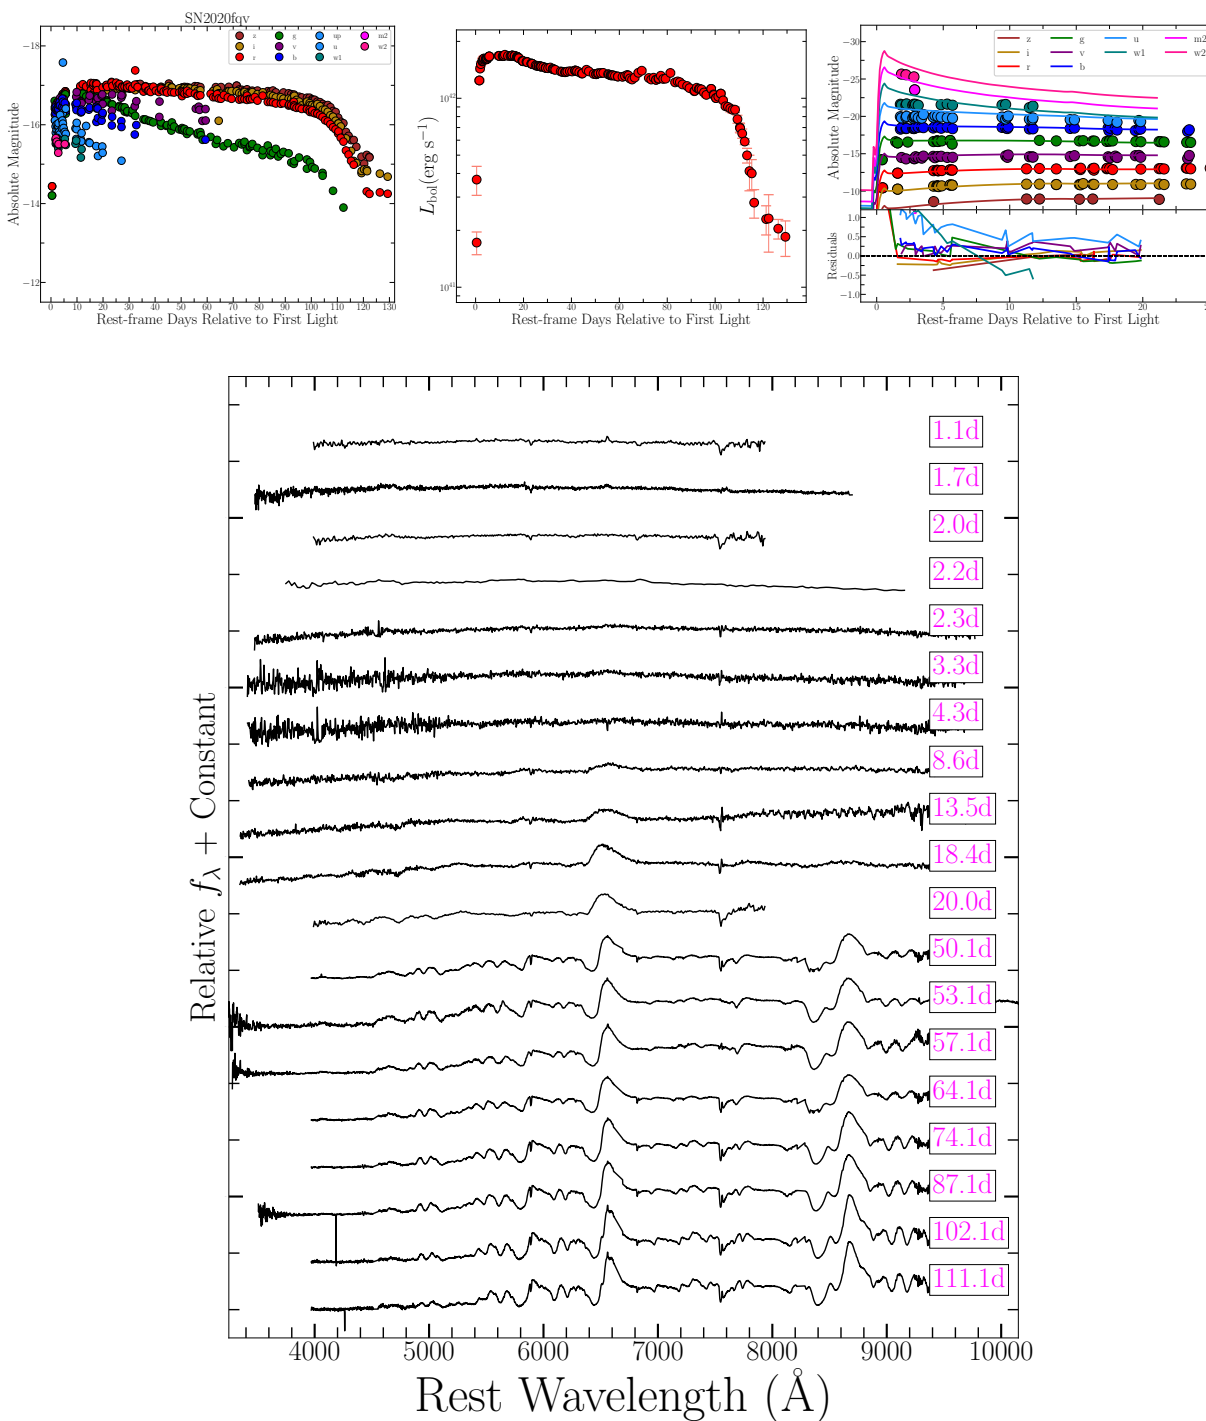 SN2020fqv
z g up m2
i v u w2
r b w1
Absolute Magnitude
−18
−16
−14
−12
0 5 10 20 30 40 50 60 70 80 90 100 110 120 130
Rest-frame Days Relative to First Light
L_bol(erg s⁻¹)
10⁴²
10⁴¹
0 20 40 60 80 100 120
Rest-frame Days Relative to First Light
z g u m2
i v w1 w2
r b
Absolute Magnitude
−30
−25
−20
−15
−10
Residuals
1.0
0.5
0.0
−0.5
−1.0
0 5 10 15 20
Rest-frame Days Relative to First Light
1.1d
1.7d
2.0d
2.2d
2.3d
3.3d
4.3d
8.6d
13.5d
18.4d
20.0d
50.1d
53.1d
57.1d
64.1d
74.1d
87.1d
102.1d
111.1d
Relative f_λ + Constant
4000 5000 6000 7000 8000 9000 10000
Rest Wavelength (Å)